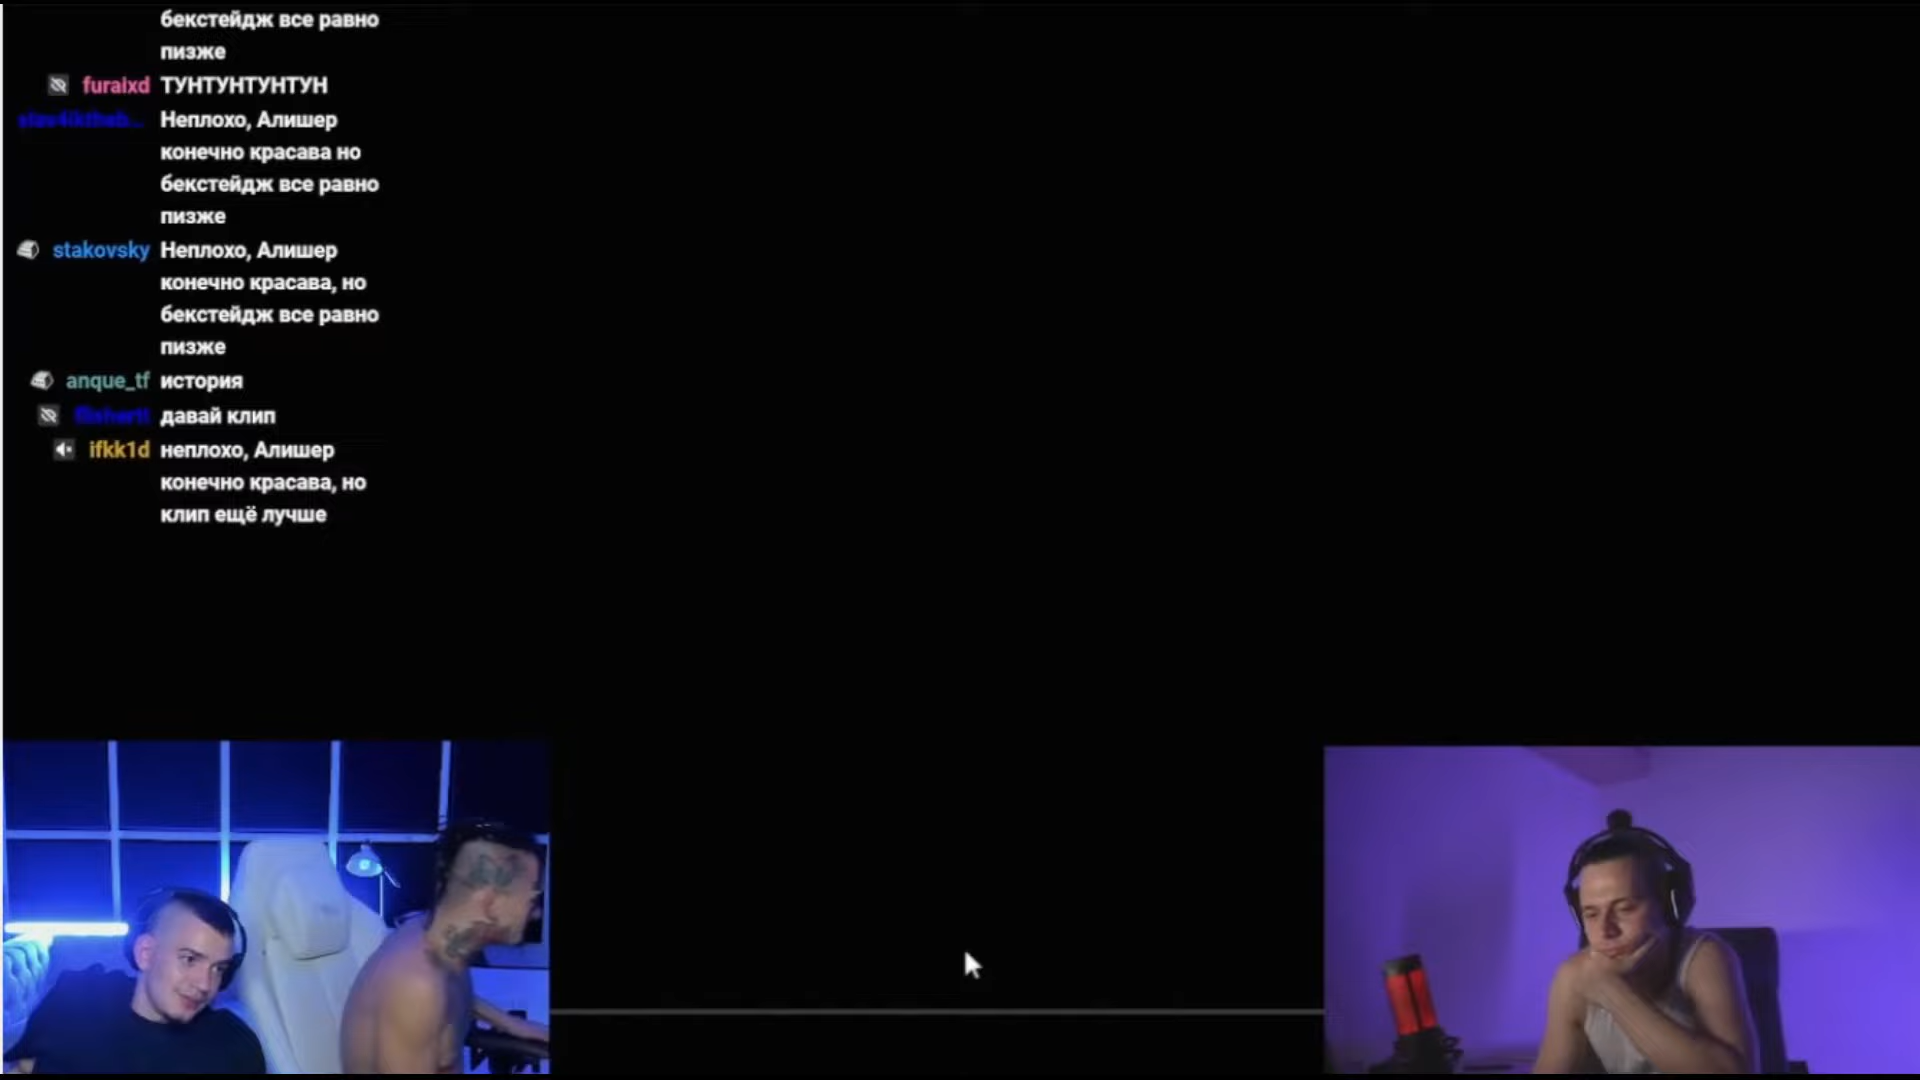 бекстейдж все равно
пизже
furaixd ТУНТУНТУНТУН
Неплохо, Алишер
конечно красава но
бекстейдж все равно
пизже
stakovsky Неплохо, Алишер
конечно красава, но
бекстейдж все равно
пизже
anque_tf история
давай клип
ifkk1d неплохо, Алишер
конечно красава, но
клип ещё лучше